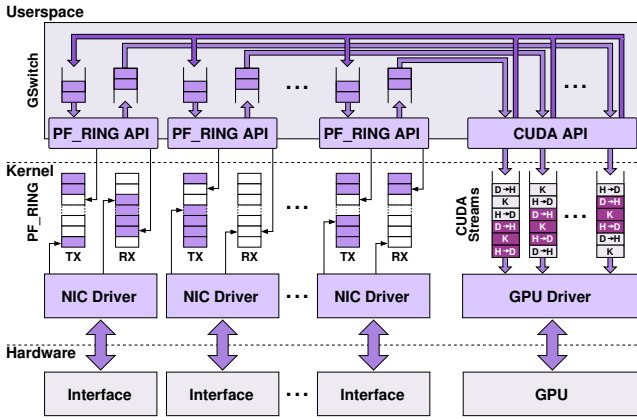 Userspace
GSwitch
... ...
PF_RING API PF_RING API PF_RING API CUDA API
Kernel
PF_RING
CUDA
Streams
D→H K H→D
K H→D D→H
H→D D→H K
D→H K H→D
K H→D D→H
H→D D→H K
... ...
TX RX TX RX TX RX
NIC Driver NIC Driver ... NIC Driver GPU Driver
Hardware
Interface Interface ... Interface GPU